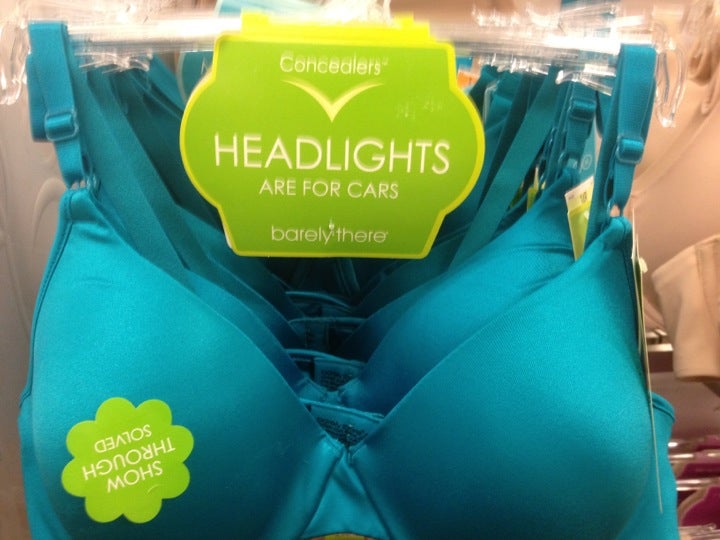 Concealers®
HEADLIGHTS
ARE FOR CARS
barely there®
SHOW
THROUGH
SOLVED